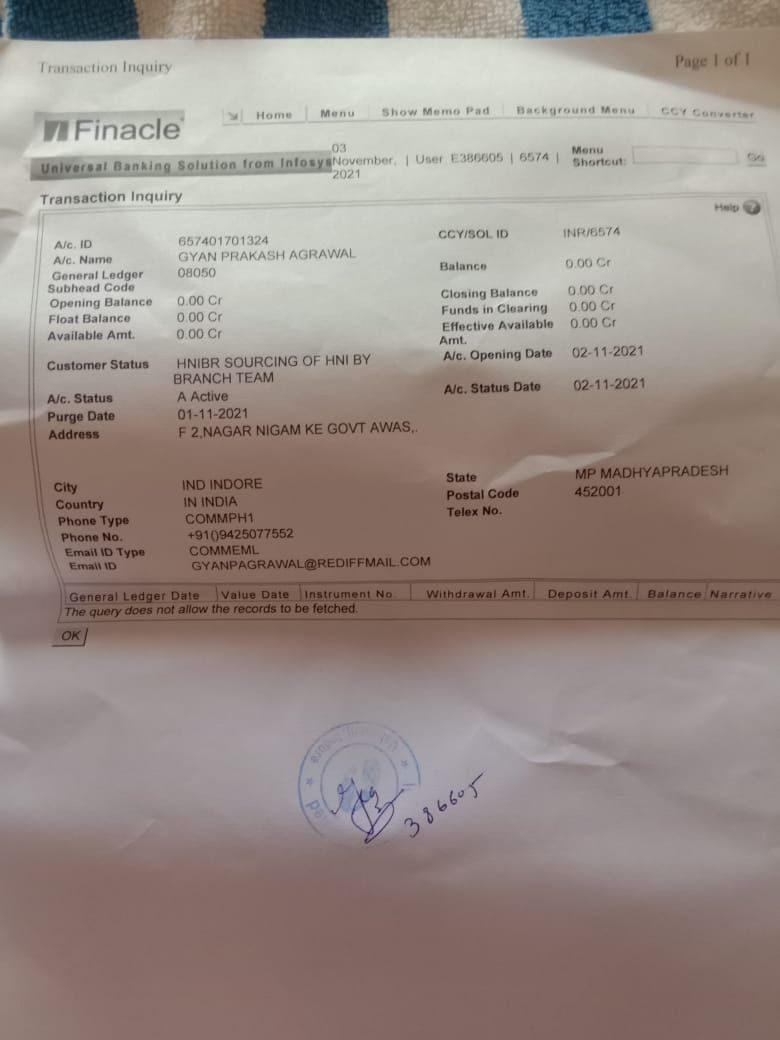 Transaction Inquiry
Page 1 of 1
Home Menu Show Memo Pad Background Menu CCY Converter
Finacle
Universal Banking Solution from Infosys
03 November, 2021 | User E386605 | 6574 | Menu Shortcut: Go
Transaction Inquiry
Help ?
A/c. ID 657401701324 CCY/SOL ID INR/6574
A/c. Name GYAN PRAKASH AGRAWAL
General Ledger Subhead Code 08050 Balance 0.00 Cr
Opening Balance 0.00 Cr Closing Balance 0.00 Cr
Float Balance 0.00 Cr Funds in Clearing 0.00 Cr
Available Amt. 0.00 Cr Effective Available Amt. 0.00 Cr
Customer Status HNIBR SOURCING OF HNI BY BRANCH TEAM A/c. Opening Date 02-11-2021
A/c. Status A Active A/c. Status Date 02-11-2021
Purge Date 01-11-2021
Address F 2,NAGAR NIGAM KE GOVT AWAS,.
City IND INDORE State MP MADHYAPRADESH
Country IN INDIA Postal Code 452001
Phone Type COMMPH1 Telex No.
Phone No. +91()9425077552
Email ID Type COMMEML
Email ID GYANPAGRAWAL@REDIFFMAIL.COM
General Ledger Date Value Date Instrument No. Withdrawal Amt. Deposit Amt. Balance Narrative
The query does not allow the records to be fetched.
OK
386605